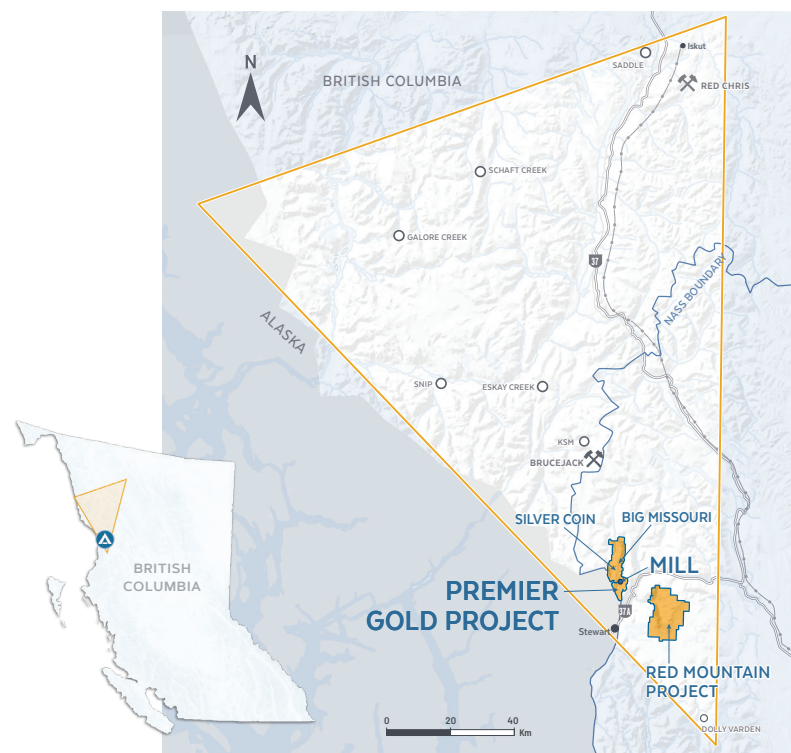 N
BRITISH COLUMBIA
SADDLE
Iskut
RED CHRIS
SCHAFT CREEK
GALORE CREEK
37
NASS BOUNDARY
ALASKA
SNIP
ESKAY CREEK
KSM
BRUCEJACK
SILVER COIN
BIG MISSOURI
MILL
PREMIER
GOLD PROJECT
37A
Stewart
RED MOUNTAIN
PROJECT
DOLLY VARDEN
BRITISH
COLUMBIA
0 20 40
Km